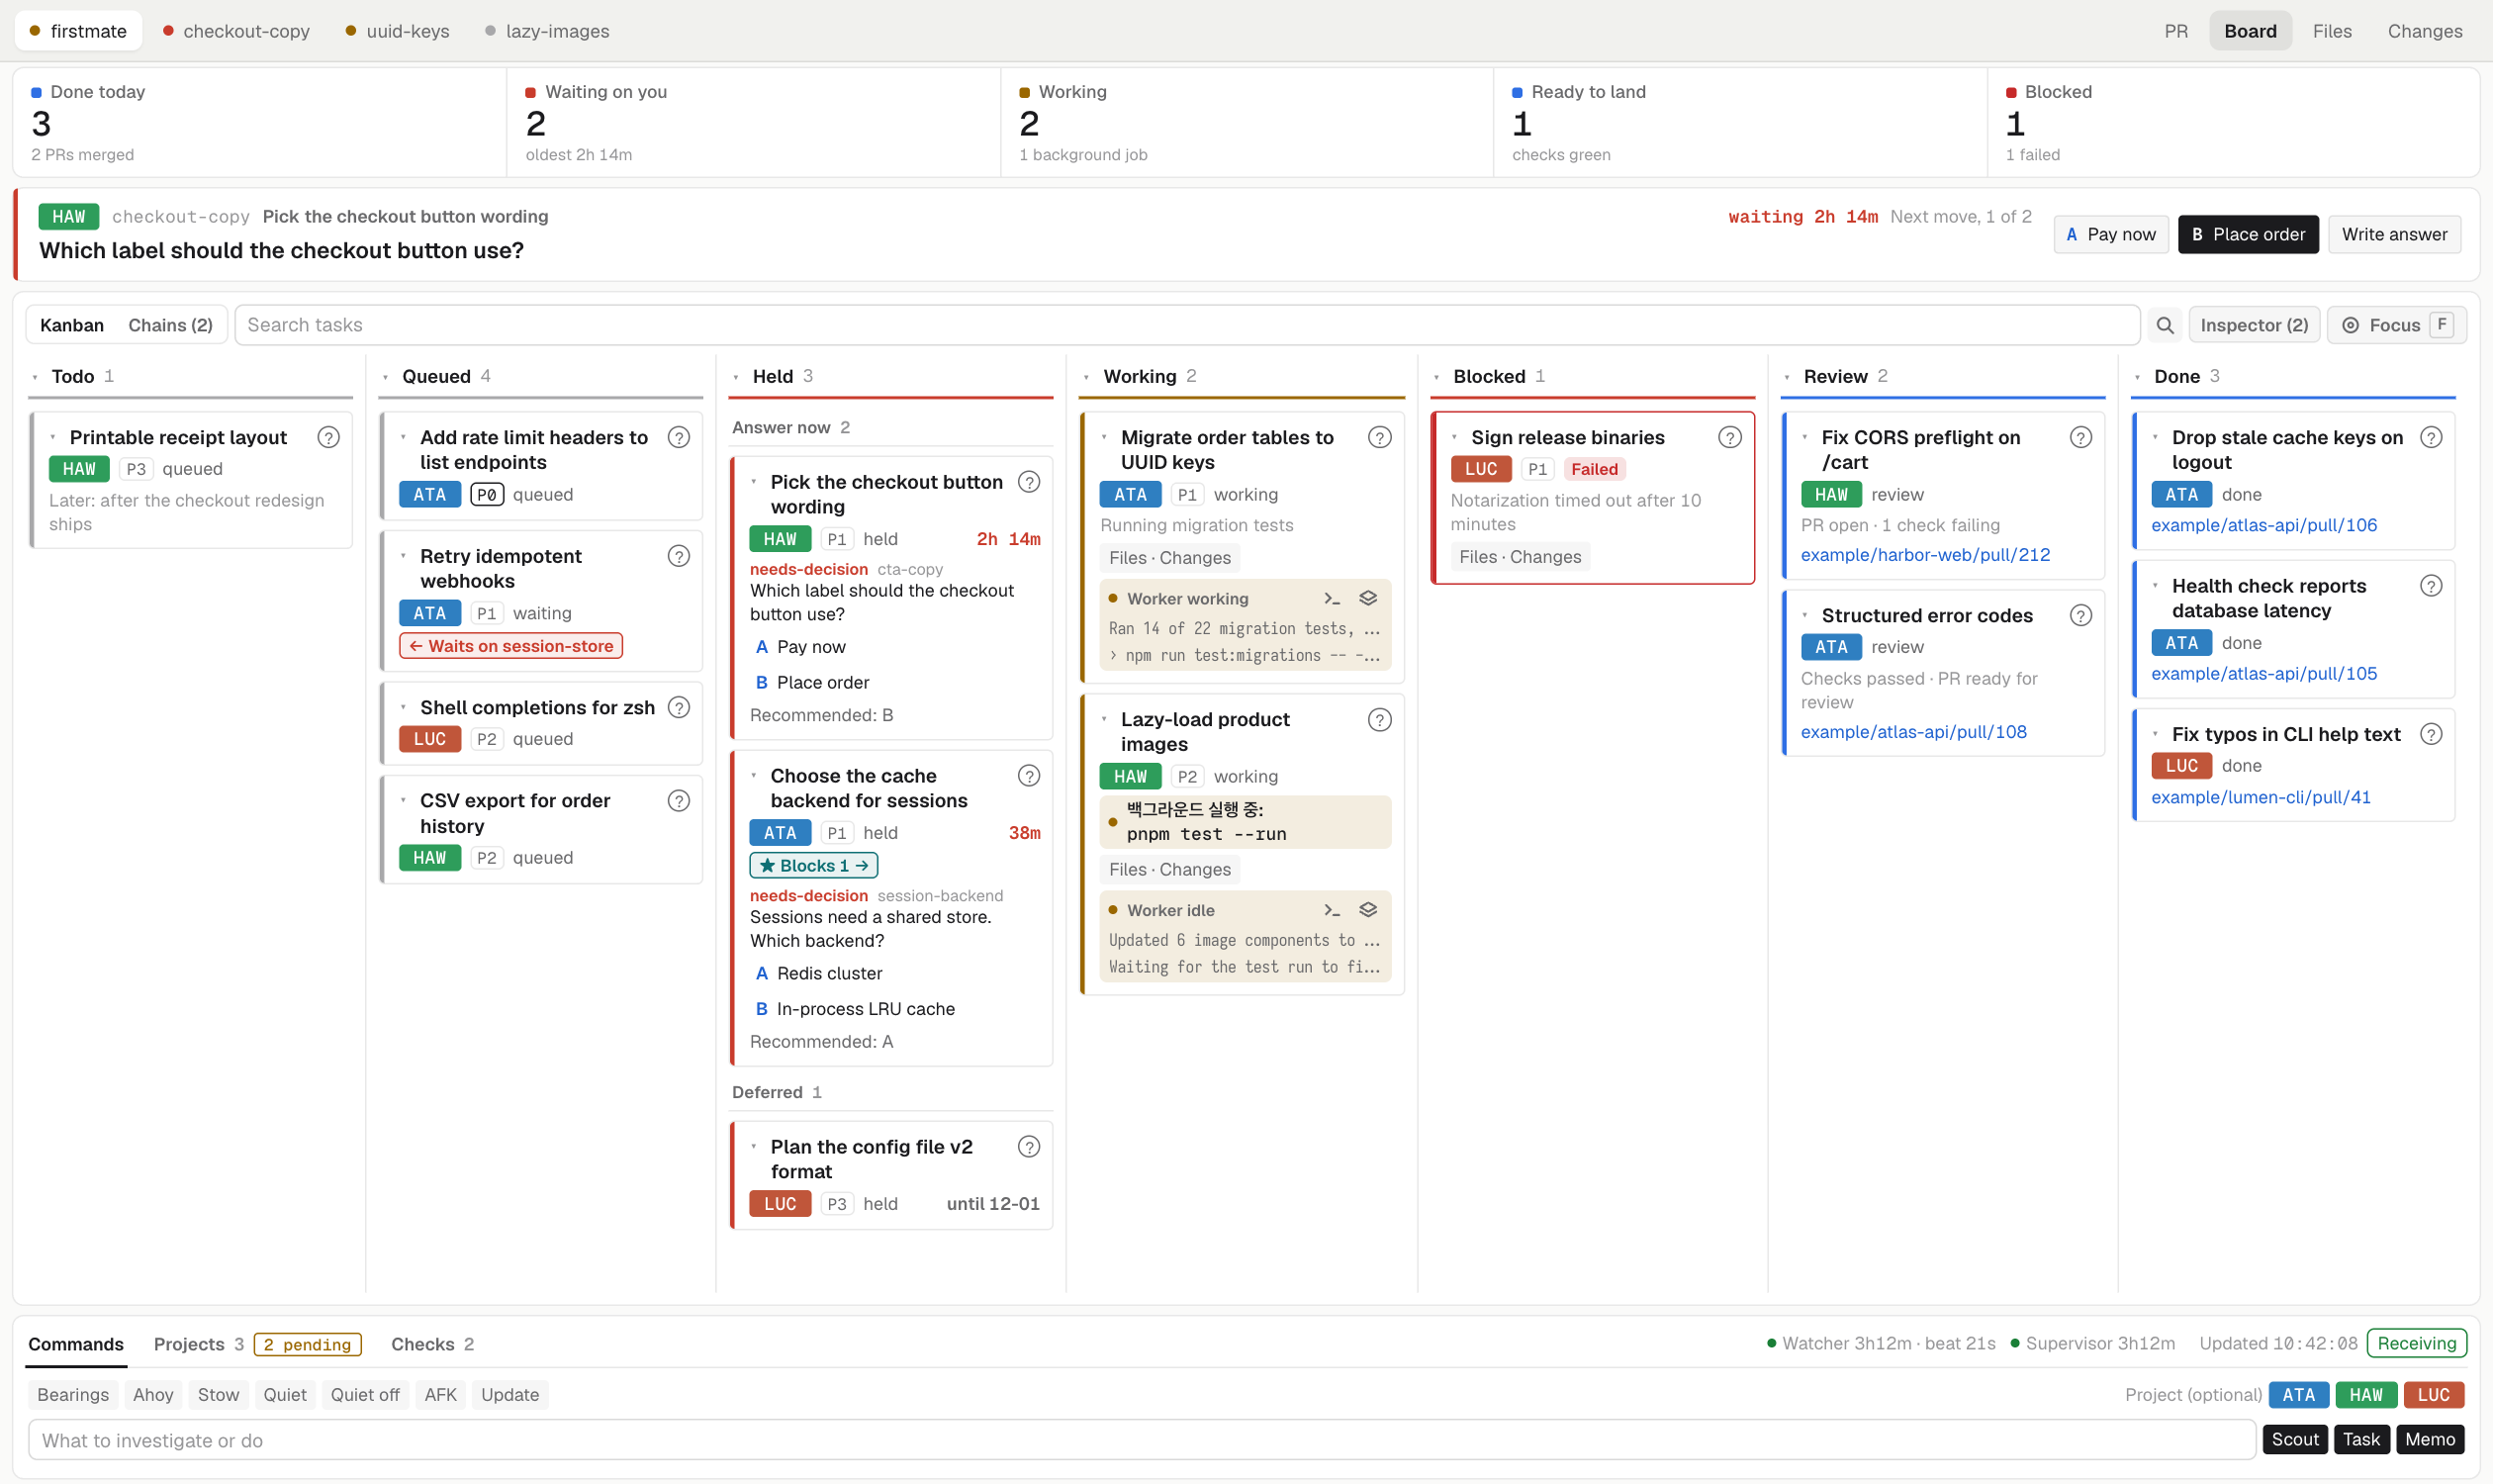 firstmate checkout-copy uuid-keys lazy-images PR Board Files Changes
Done today
3
2 PRs merged
Waiting on you
2
oldest 2h 14m
Working
2
1 background job
Ready to land
1
checks green
Blocked
1
1 failed
HAW checkout-copy Pick the checkout button wording
Which label should the checkout button use?
waiting 2h 14m Next move, 1 of 2
A Pay now B Place order Write answer
Kanban Chains (2) Search tasks Inspector (2) Focus F
Todo 1
Printable receipt layout ?
HAW P3 queued
Later: after the checkout redesign
ships
Queued 4
Add rate limit headers to ?
list endpoints
ATA P0 queued
Retry idempotent ?
webhooks
ATA P1 waiting
← Waits on session-store
Shell completions for zsh ?
LUC P2 queued
CSV export for order ?
history
HAW P2 queued
Held 3
Answer now 2
Pick the checkout button ?
wording
HAW P1 held 2h 14m
needs-decision cta-copy
Which label should the checkout
button use?
A Pay now
B Place order
Recommended: B
Choose the cache ?
backend for sessions
ATA P1 held 38m
★ Blocks 1 →
needs-decision session-backend
Sessions need a shared store.
Which backend?
A Redis cluster
B In-process LRU cache
Recommended: A
Deferred 1
Plan the config file v2 ?
format
LUC P3 held until 12-01
Working 2
Migrate order tables to ?
UUID keys
ATA P1 working
Running migration tests
Files · Changes
Worker working
Ran 14 of 22 migration tests, ...
› npm run test:migrations -- -...
Lazy-load product ?
images
HAW P2 working
백그라운드 실행 중:
pnpm test --run
Files · Changes
Worker idle
Updated 6 image components to ...
Waiting for the test run to fi...
Blocked 1
Sign release binaries ?
LUC P1 Failed
Notarization timed out after 10
minutes
Files · Changes
Review 2
Fix CORS preflight on ?
/cart
HAW review
PR open · 1 check failing
example/harbor-web/pull/212
Structured error codes ?
ATA review
Checks passed · PR ready for
review
example/atlas-api/pull/108
Done 3
Drop stale cache keys on ?
logout
ATA done
example/atlas-api/pull/106
Health check reports ?
database latency
ATA done
example/atlas-api/pull/105
Fix typos in CLI help text ?
LUC done
example/lumen-cli/pull/41
Commands Projects 3 2 pending Checks 2
Watcher 3h12m · beat 21s Supervisor 3h12m Updated 10:42:08 Receiving
Bearings Ahoy Stow Quiet Quiet off AFK Update
Project (optional) ATA HAW LUC
What to investigate or do
Scout Task Memo